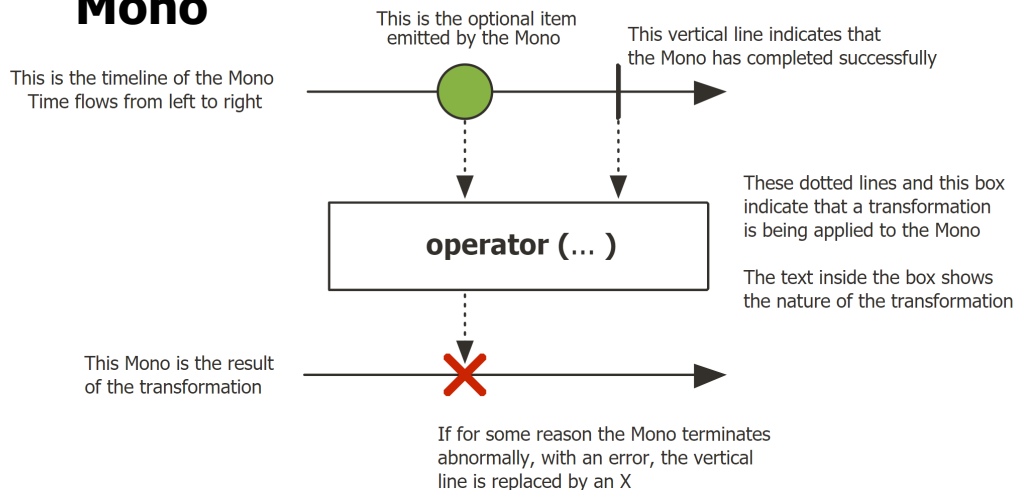 Mono
This is the optional item
emitted by the Mono
This vertical line indicates that
the Mono has completed successfully
This is the timeline of the Mono
Time flows from left to right
These dotted lines and this box
indicate that a transformation
is being applied to the Mono
operator (... )
The text inside the box shows
the nature of the transformation
This Mono is the result
of the transformation
If for some reason the Mono terminates
abnormally, with an error, the vertical
line is replaced by an X